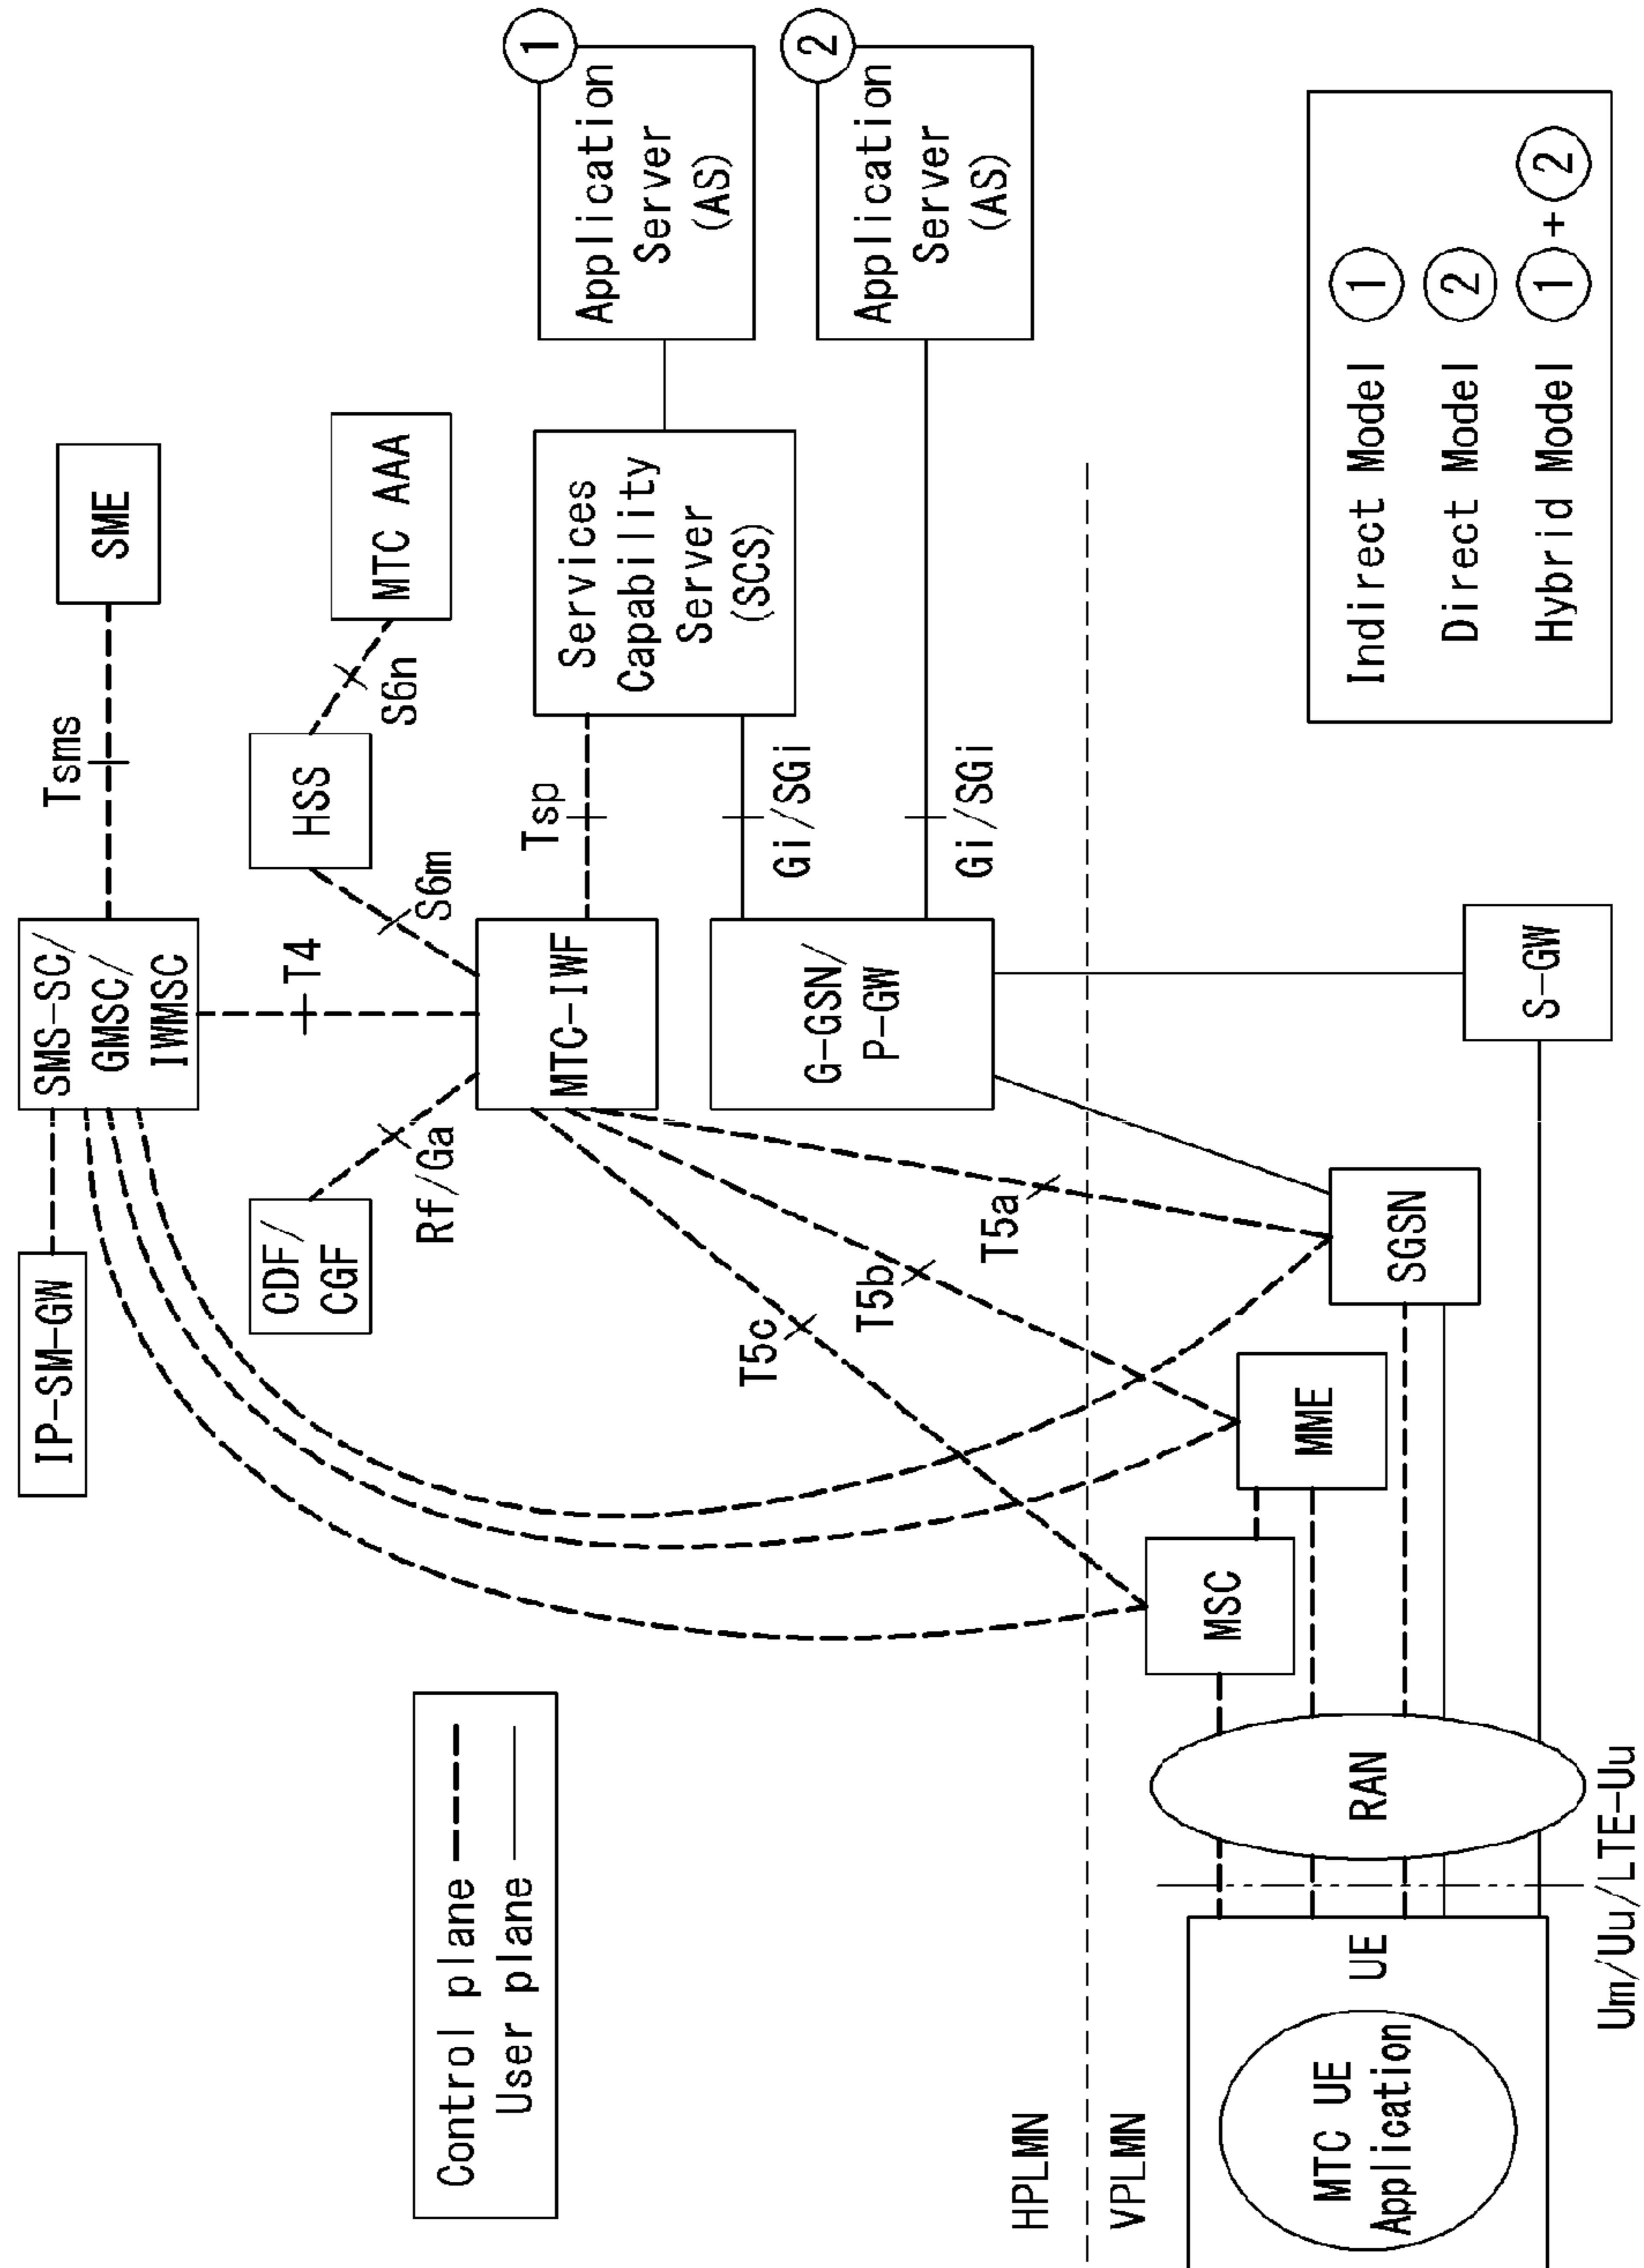 SMS-SC/
GMSC/
IWMSC
Tsms
SME
IP-SM-GW
T4
CDF/
CGF
Rf/Ga
HSS
S6m
S6n
MTC AAA
Control plane
User plane
MTC-IWF
Tsp
Services
Capability
Server
(SCS)
1
Application
Server
(AS)
G-GSN/
P-GW
Gi/SGi
Gi/SGi
2
Application
Server
(AS)
T5c
T5b
T5a
HPLMN
VPLMN
MSC
MME
SGSN
S-GW
RAN
UE
MTC UE
Application
Um/Uu/LTE-Uu
Indirect Model 1
Direct Model 2
Hybrid Model 1+2